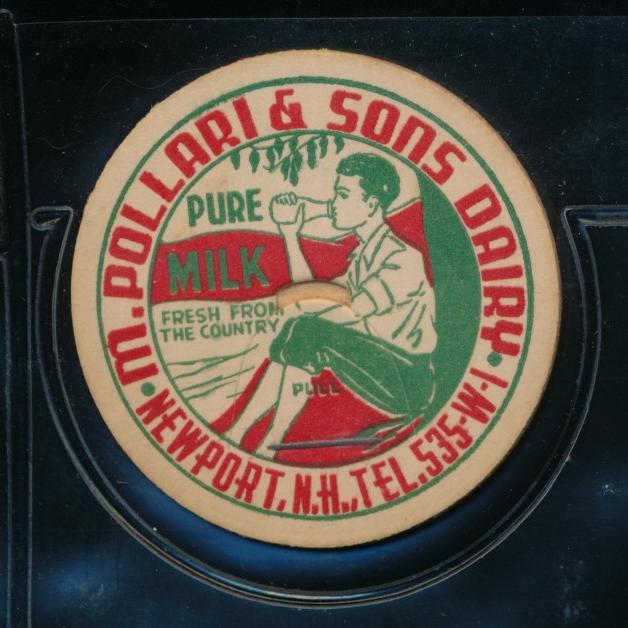 M. POLLARI & SONS DAIRY
• NEWPORT, N.H., TEL. 535-W-1 •
PURE
MILK
FRESH FROM
THE COUNTRY
PULL